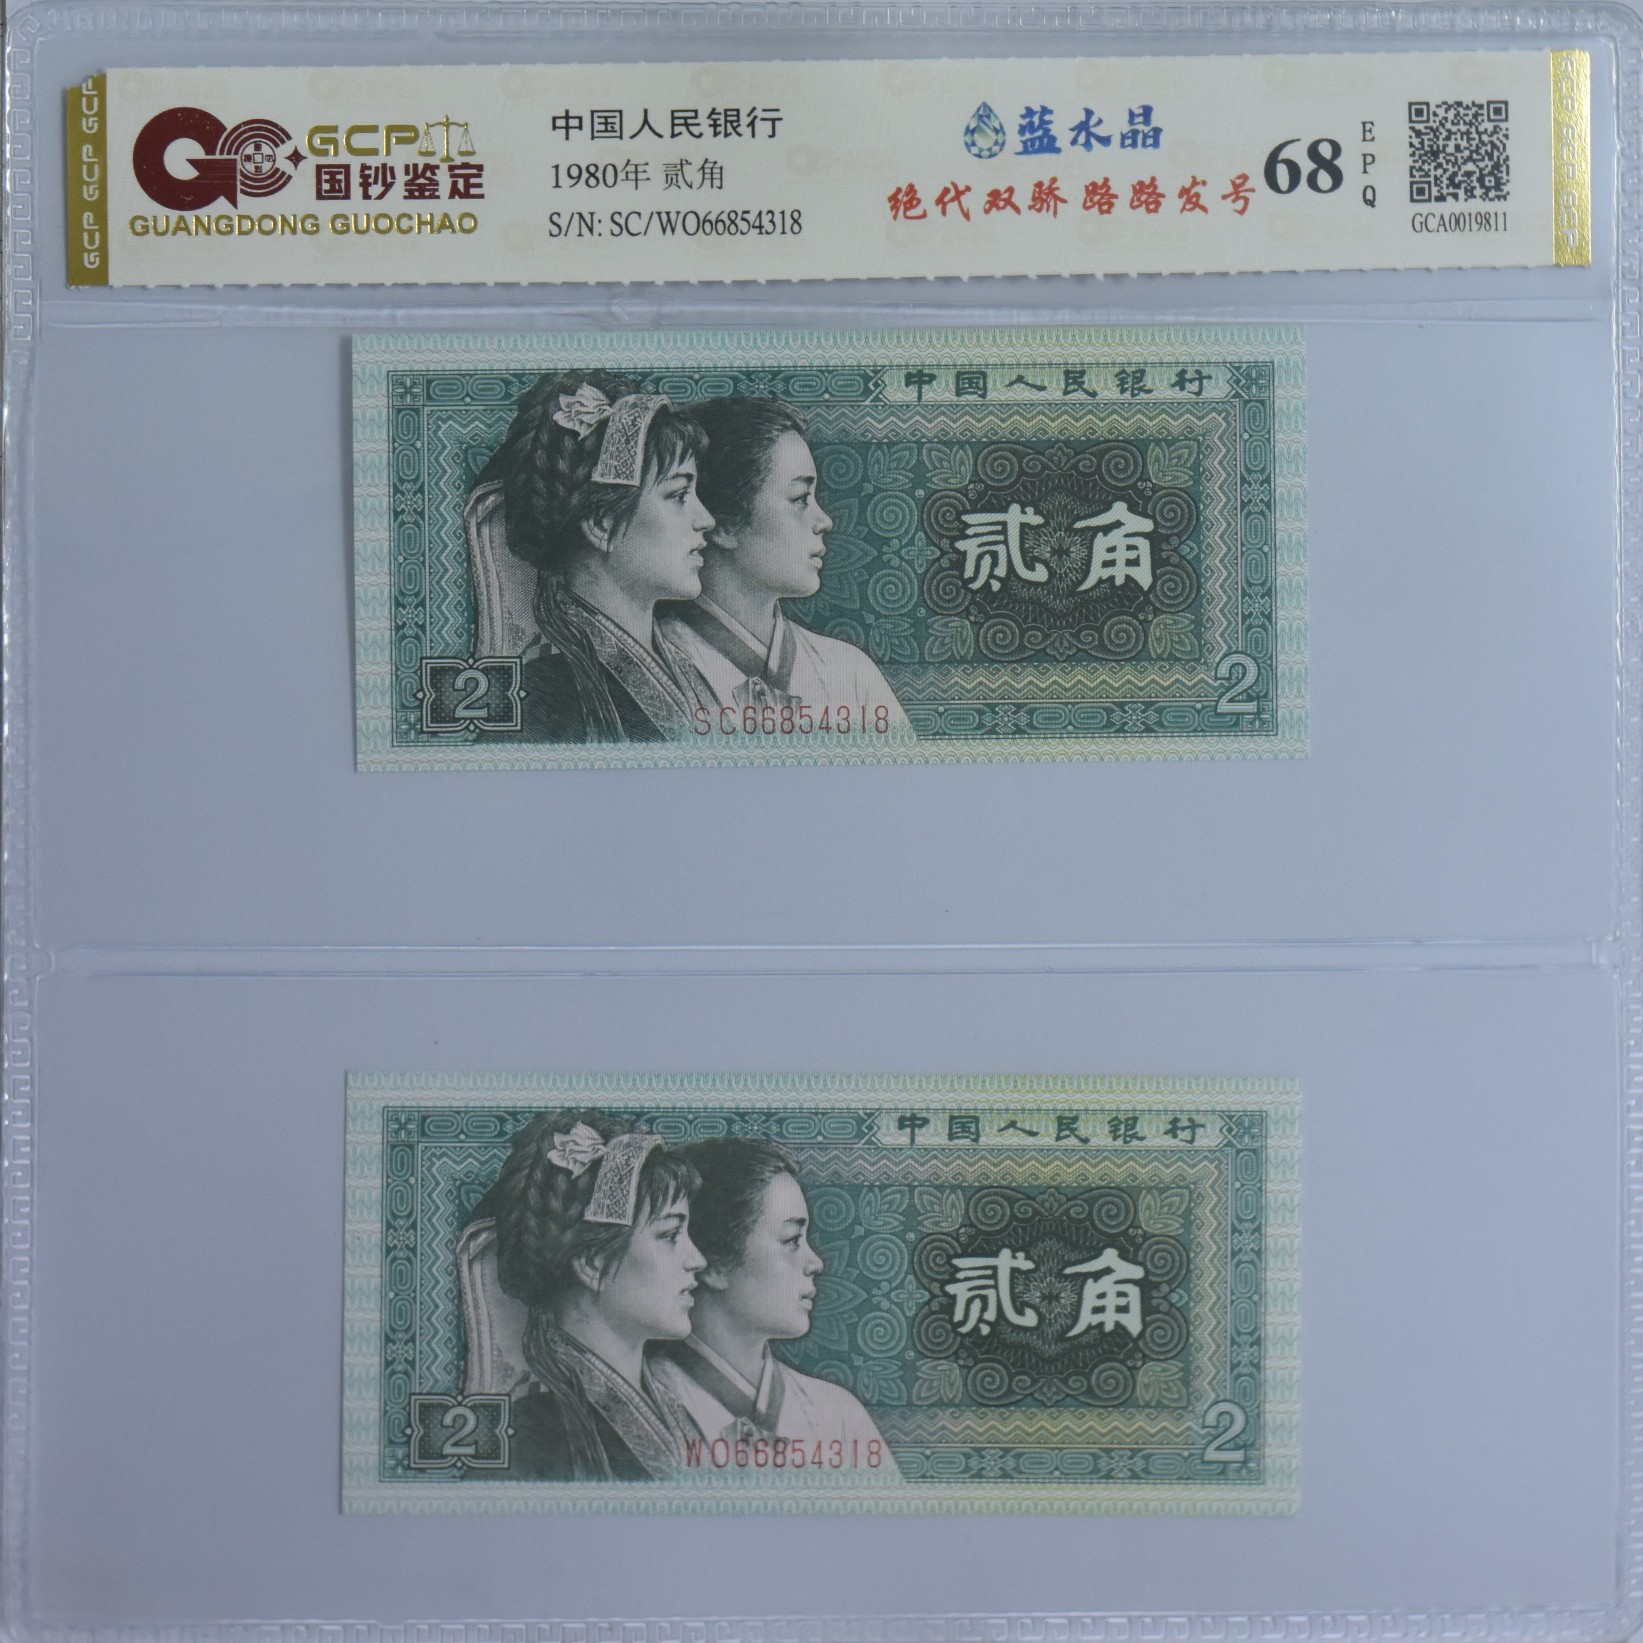 GCP
国钞鉴定
GUANGDONG GUOCHAO
中国人民银行
1980年 贰角
S/N: SC/WO66854318
蓝水晶
绝代双骄 路路发号
68
EPQ
GCA0019811
中国人民银行
贰角
2
2
SC66854318
中国人民银行
贰角
2
2
WO66854318